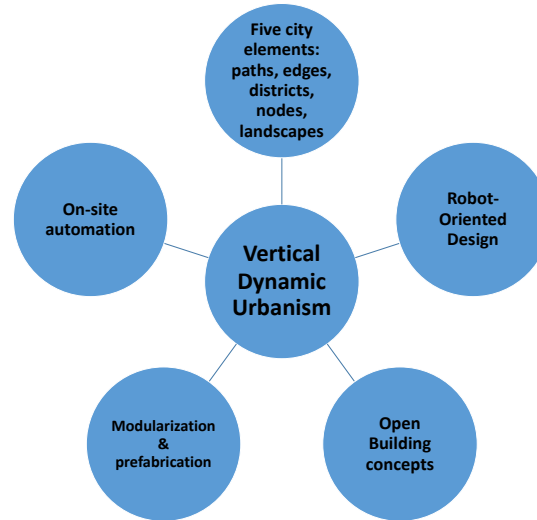 Five city
elements:
paths, edges,
districts,
nodes,
landscapes
On-site
automation
Robot-
Oriented
Design
Vertical
Dynamic
Urbanism
Modularization
&
prefabrication
Open
Building
concepts